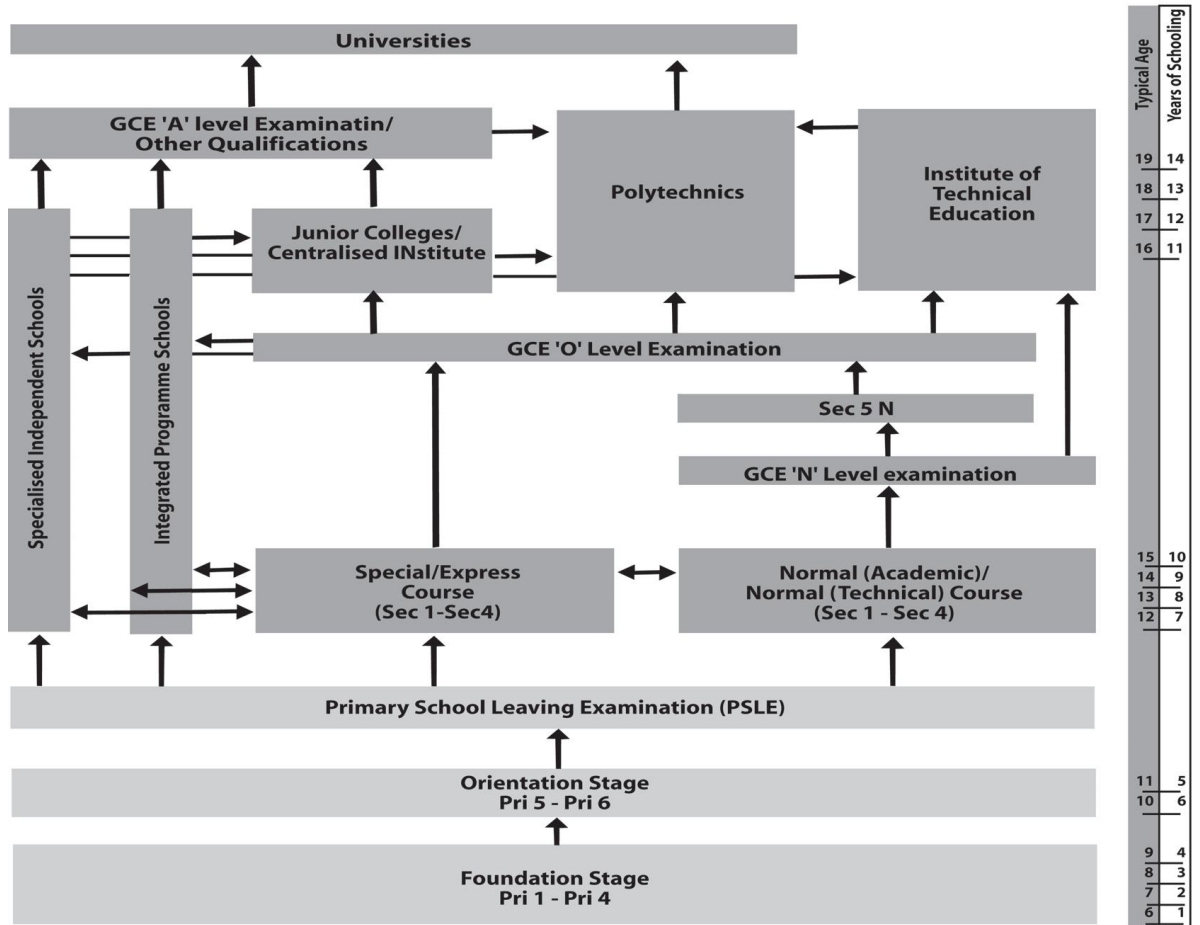 Universities
GCE 'A' level Examinatin/
Other Qualifications
Polytechnics
Institute of
Technical
Education
Junior Colleges/
Centralised INstitute
Specialised Independent Schools
Integrated Programme Schools
GCE 'O' Level Examination
Sec 5 N
GCE 'N' Level examination
Special/Express
Course
(Sec 1-Sec4)
Normal (Academic)/
Normal (Technical) Course
(Sec 1 - Sec 4)
Primary School Leaving Examination (PSLE)
Orientation Stage
Pri 5 - Pri 6
Foundation Stage
Pri 1 - Pri 4
Typical Age
Years of Schooling
19 14
18 13
17 12
16 11
15 10
14 9
13 8
12 7
11 5
10 6
9 4
8 3
7 2
6 1